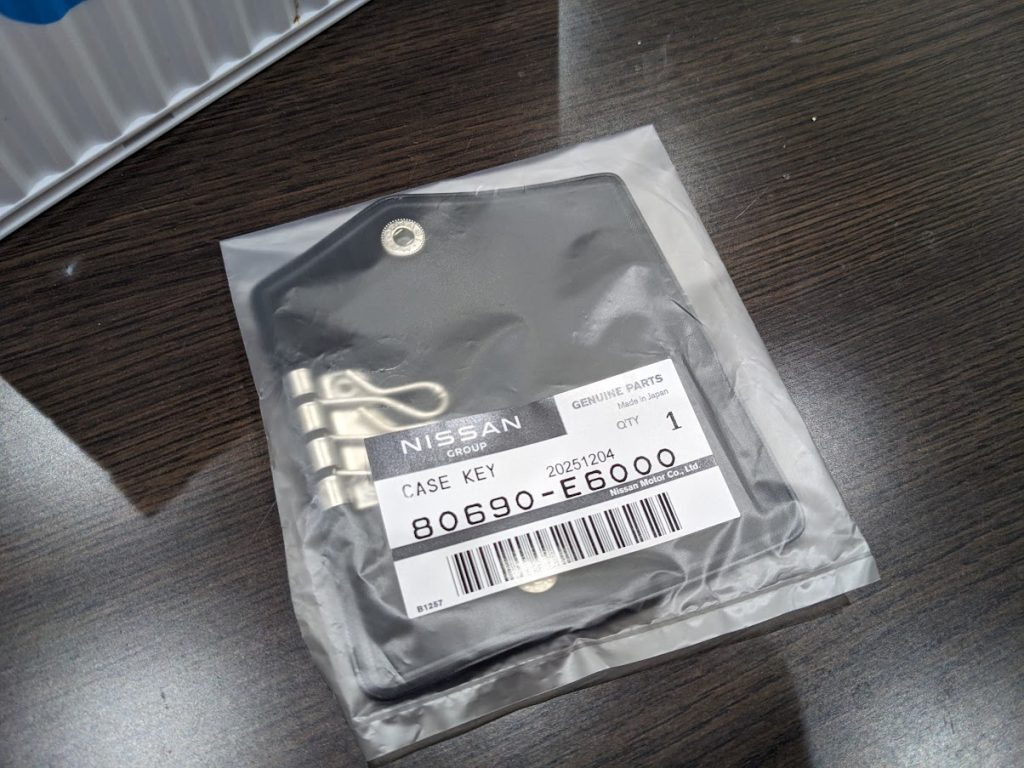 NISSAN
GROUP
GENUINE PARTS
Made in Japan
QTY 1
CASE KEY 20251204
80690-E6000
Nissan Motor Co., Ltd.
B1257